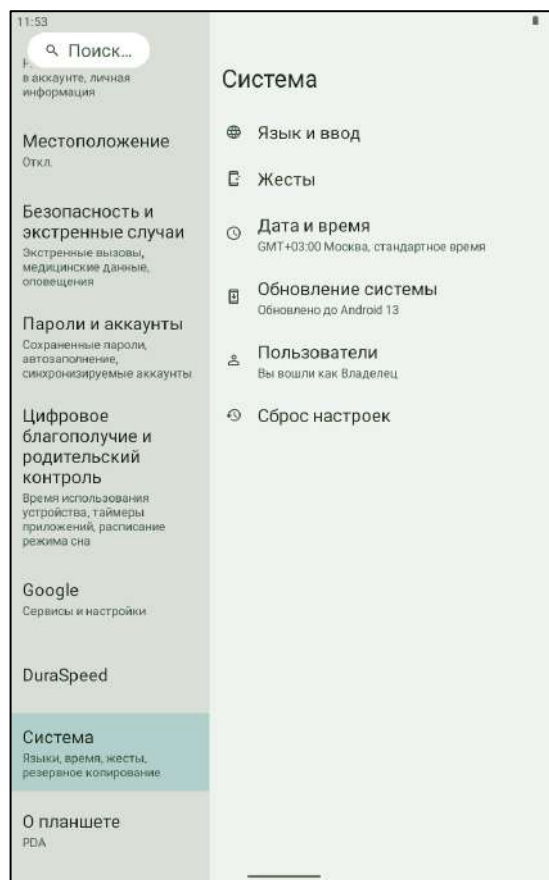 11:53
Поиск…
в аккаунте, личная
информация
Местоположение
Откл.
Безопасность и
экстренные случаи
Экстренные вызовы,
медицинские данные,
оповещения
Пароли и аккаунты
Сохраненные пароли,
автозаполнение,
синхронизируемые аккаунты
Цифровое
благополучие и
родительский
контроль
Время использования
устройства, таймеры
приложений, расписание
режима сна
Google
Сервисы и настройки
DuraSpeed
Система
Языки, время, жесты,
резервное копирование
О планшете
PDA
Система
Язык и ввод
Жесты
Дата и время
GMT+03:00 Москва, стандартное время
Обновление системы
Обновлено до Android 13
Пользователи
Вы вошли как Владелец
Сброс настроек